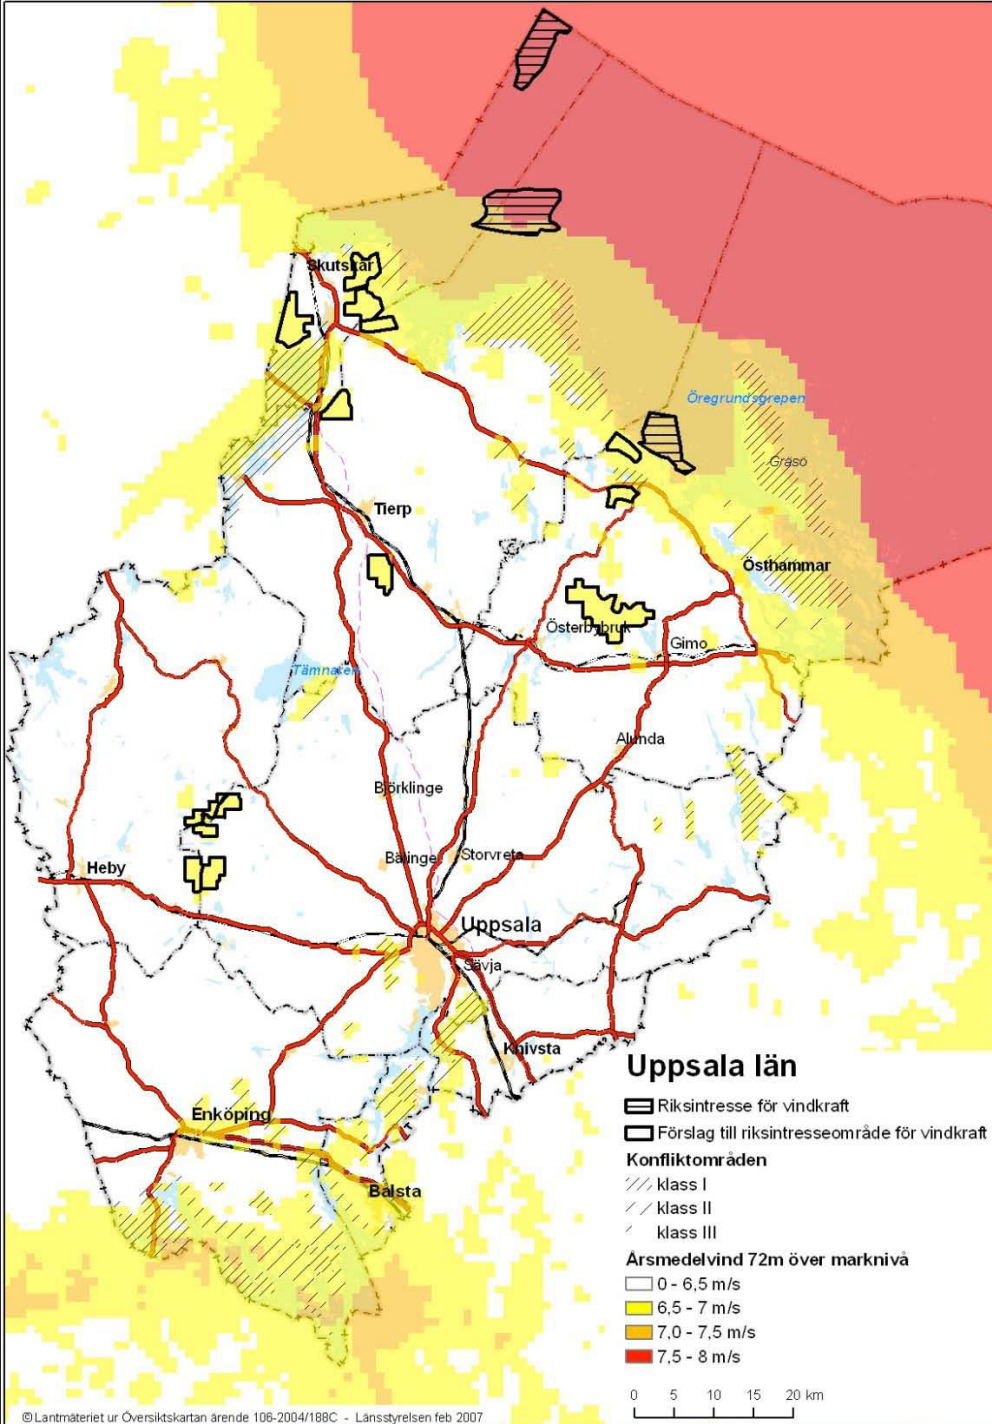 Skutskär
Öregrundsgrepen
Gräsö
Tierp
Östhammar
Österbybruk
Gimo
Tämnaren
Alunda
Björklinge
Bälinge
Storvreta
Heby
Uppsala
Sävja
Knivsta
Enköping
Bålsta
Uppsala län
Riksintresse för vindkraft
Förslag till riksintresseområde för vindkraft
Konfliktområden
klass I
klass II
klass III
Årsmedelvind 72m över marknivå
0 - 6,5 m/s
6,5 - 7 m/s
7,0 - 7,5 m/s
7,5 - 8 m/s
0 5 10 15 20 km
© Lantmäteriet ur Översiktskartan ärende 106-2004/188C - Länsstyrelsen feb 2007